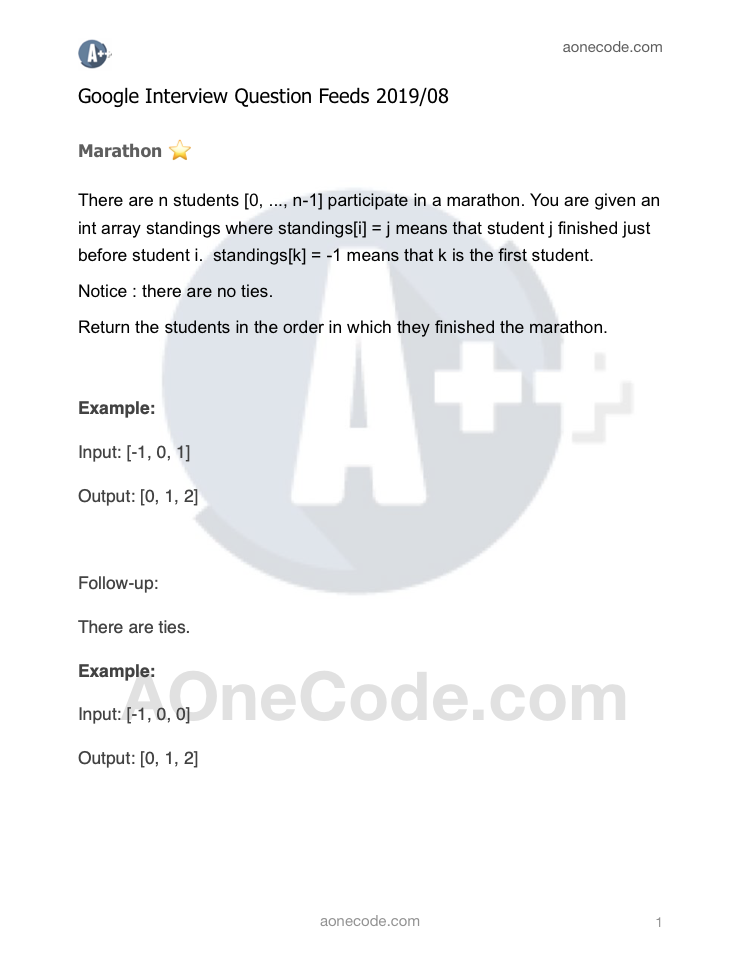 A++
aonecode.com
Google Interview Question Feeds 2019/08
Marathon ⭐
There are n students [0, ..., n-1] participate in a marathon. You are given an
int array standings where standings[i] = j means that student j finished just
before student i.  standings[k] = -1 means that k is the first student.
Notice : there are no ties.
Return the students in the order in which they finished the marathon.
A++
Example:
Input: [-1, 0, 1]
Output: [0, 1, 2]
Follow-up:
There are ties.
Example:
AOneCode.com
Input: [-1, 0, 0]
Output: [0, 1, 2]
aonecode.com
1